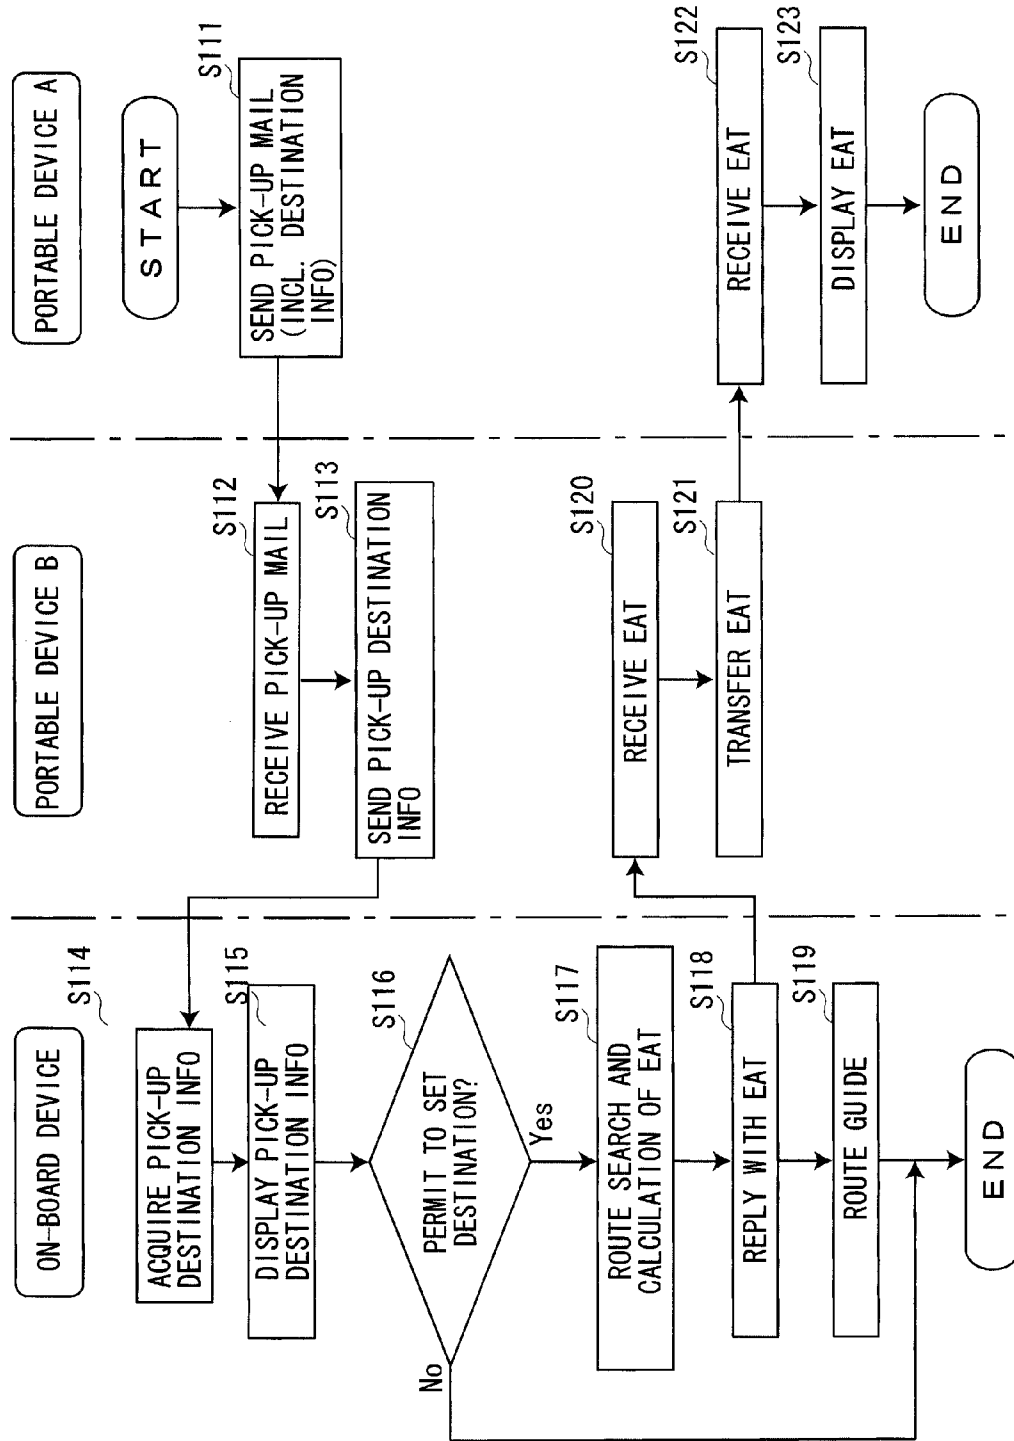 PORTABLE DEVICE A
START
S111
SEND PICK-UP MAIL
(INCL. DESTINATION
INFO)
S122
RECEIVE EAT
S123
DISPLAY EAT
END
PORTABLE DEVICE B
S112
RECEIVE PICK-UP MAIL
S113
SEND PICK-UP DESTINATION
INFO
S120
RECEIVE EAT
S121
TRANSFER EAT
ON-BOARD DEVICE
S114
ACQUIRE PICK-UP
DESTINATION INFO
S115
DISPLAY PICK-UP
DESTINATION INFO
S116
PERMIT TO SET
DESTINATION?
Yes
No
S117
ROUTE SEARCH AND
CALCULATION OF EAT
S118
REPLY WITH EAT
S119
ROUTE GUIDE
END